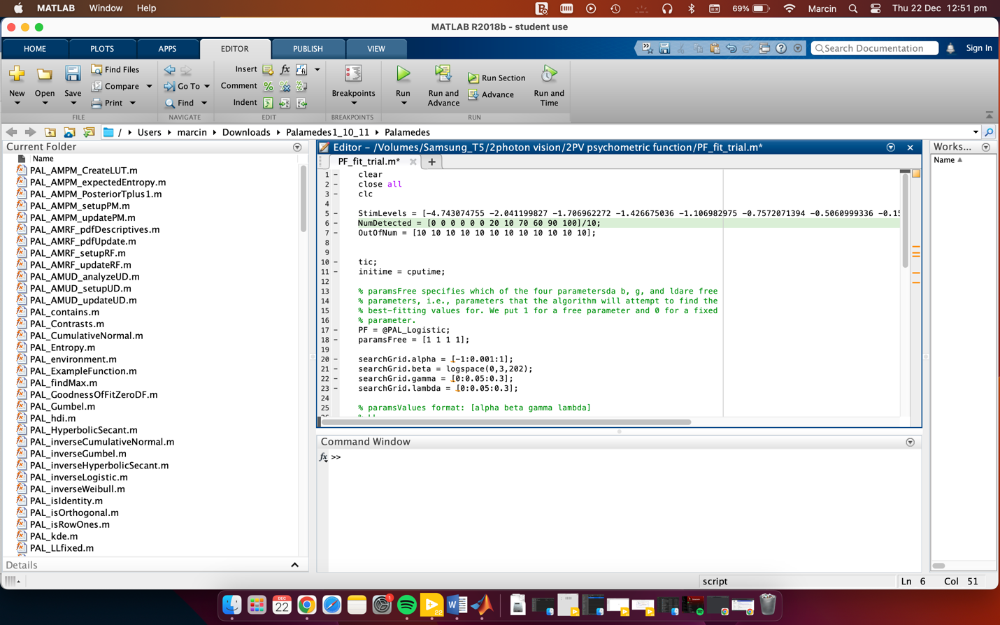 MATLAB Window Help
69% Marcin Thu 22 Dec 12:51 pm
MATLAB R2018b - student use
HOME PLOTS APPS EDITOR PUBLISH VIEW
Search Documentation Sign In
New Open Save Find Files Compare Print
FILE
Go To Find
NAVIGATE
Insert fx
Comment
Indent
EDIT
Breakpoints
BREAKPOINTS
Run Run and Advance Run Section Advance Run and Time
RUN
/ Users marcin Downloads Palamedes1_10_11 Palamedes
Current Folder
Name
PAL_AMPM_CreateLUT.m
PAL_AMPM_expectedEntropy.m
PAL_AMPM_PosteriorTplus1.m
PAL_AMPM_setupPM.m
PAL_AMPM_updatePM.m
PAL_AMRF_pdfDescriptives.m
PAL_AMRF_pdfUpdate.m
PAL_AMRF_setupRF.m
PAL_AMRF_updateRF.m
PAL_AMUD_analyzeUD.m
PAL_AMUD_setupUD.m
PAL_AMUD_updateUD.m
PAL_contains.m
PAL_Contrasts.m
PAL_CumulativeNormal.m
PAL_Entropy.m
PAL_environment.m
PAL_ExampleFunction.m
PAL_findMax.m
PAL_GoodnessOfFitZeroDF.m
PAL_Gumbel.m
PAL_hdi.m
PAL_HyperbolicSecant.m
PAL_inverseCumulativeNormal.m
PAL_inverseGumbel.m
PAL_inverseHyperbolicSecant.m
PAL_inverseLogistic.m
PAL_inverseWeibull.m
PAL_isIdentity.m
PAL_isOrthogonal.m
PAL_isRowOnes.m
PAL_kde.m
PAL_LLfixed.m
Details
Editor - /Volumes/Samsung_T5/2photon vision/2PV psychometric function/PF_fit_trial.m*
PF_fit_trial.m*
1 - clear
2 - close all
3 - clc
4
5 - StimLevels = [-4.743074755 -2.041199827 -1.706962272 -1.426675036 -1.106982975 -0.7572071394 -0.5060999336 -0.15
6 - NumDetected = [0 0 0 0 0 0 20 10 70 60 90 100]/10;
7 - OutOfNum = [10 10 10 10 10 10 10 10 10 10 10 10];
8
9
10 - tic;
11 - initime = cputime;
12
13 % paramsFree specifies which of the four parametersda b, g, and ldare free
14 % parameters, i.e., parameters that the algorithm will attempt to find the
15 % best-fitting values for. We put 1 for a free parameter and 0 for a fixed
16 % parameter.
17 - PF = @PAL_Logistic;
18 - paramsFree = [1 1 1 1];
19
20 - searchGrid.alpha = [-1:0.001:1];
21 - searchGrid.beta = logspace(0,3,202);
22 - searchGrid.gamma = [0:0.05:0.3];
23 - searchGrid.lambda = [0:0.05:0.3];
24
25 % paramsValues format: [alpha beta gamma lambda]
Command Window
fx >>
Works...
Name
script
Ln 6 Col 51
DEC
22
1
22